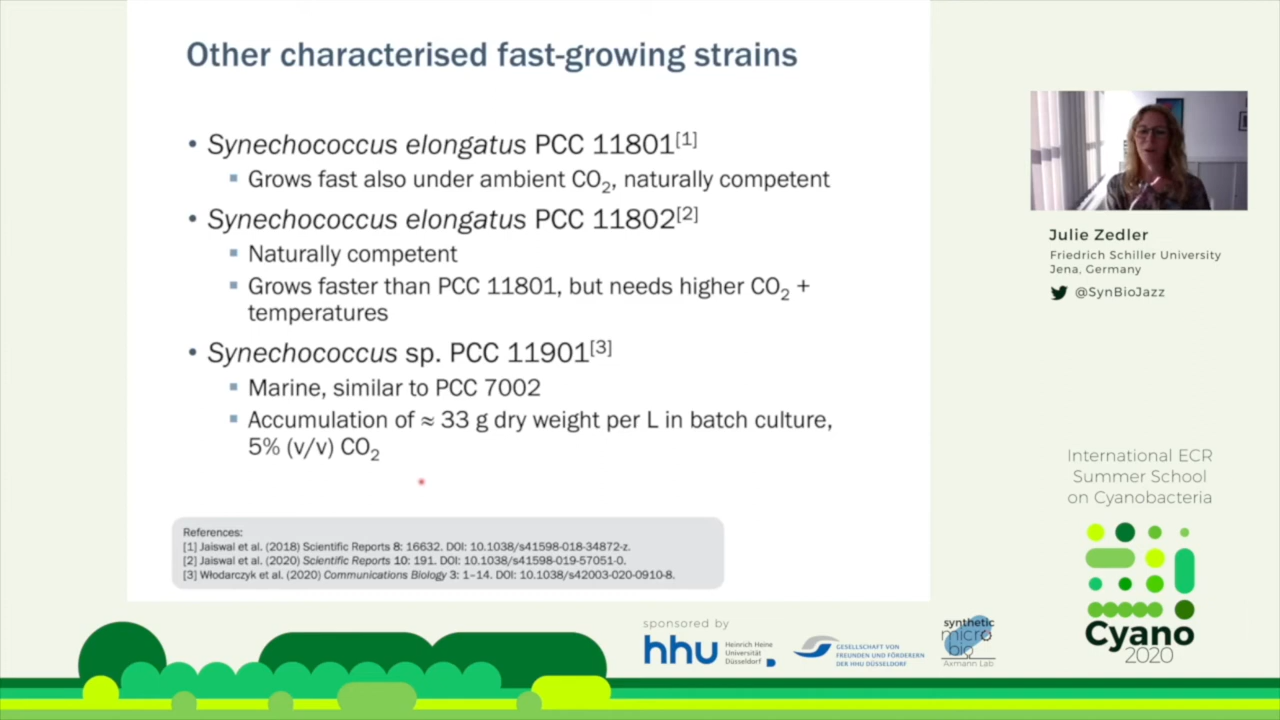 Other characterised fast-growing strains
• Synechococcus elongatus PCC 11801[1]
▪ Grows fast also under ambient CO₂, naturally competent
• Synechococcus elongatus PCC 11802[2]
▪ Naturally competent
▪ Grows faster than PCC 11801, but needs higher CO₂ +
temperatures
• Synechococcus sp. PCC 11901[3]
▪ Marine, similar to PCC 7002
▪ Accumulation of ≈ 33 g dry weight per L in batch culture,
5% (v/v) CO₂
References:
[1] Jaiswal et al. (2018) Scientific Reports 8: 16632. DOI: 10.1038/s41598-018-34872-z.
[2] Jaiswal et al. (2020) Scientific Reports 10: 191. DOI: 10.1038/s41598-019-57051-0.
[3] Włodarczyk et al. (2020) Communications Biology 3: 1–14. DOI: 10.1038/s42003-020-0910-8.
Julie Zedler
Friedrich Schiller University
Jena, Germany
@SynBioJazz
International ECR
Summer School
on Cyanobacteria
Cyano
2020
sponsored by
hhu
Heinrich Heine
Universität
Düsseldorf
GESELLSCHAFT VON
FREUNDEN UND FÖRDERERN
DER HHU DÜSSELDORF
synthetic
micro
bio
Axmann Lab